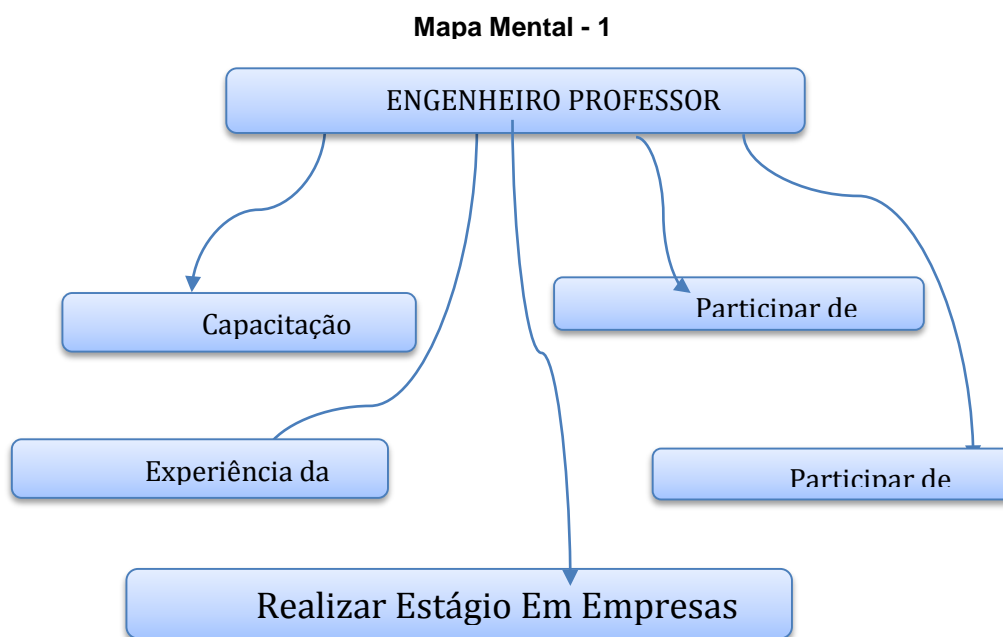 Mapa Mental - 1
ENGENHEIRO PROFESSOR
Capacitação
Participar de
Experiência da
Participar de
Realizar Estágio Em Empresas